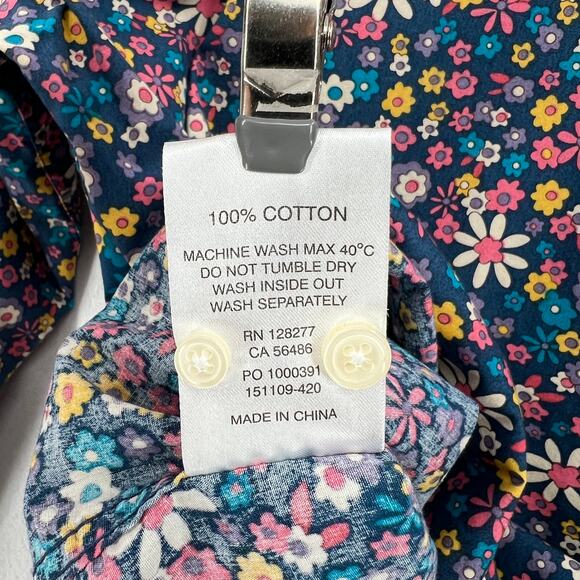 100% COTTON
MACHINE WASH MAX 40°C
DO NOT TUMBLE DRY
WASH INSIDE OUT
WASH SEPARATELY
RN 128277
CA 56486
PO 1000391
151109-420
MADE IN CHINA